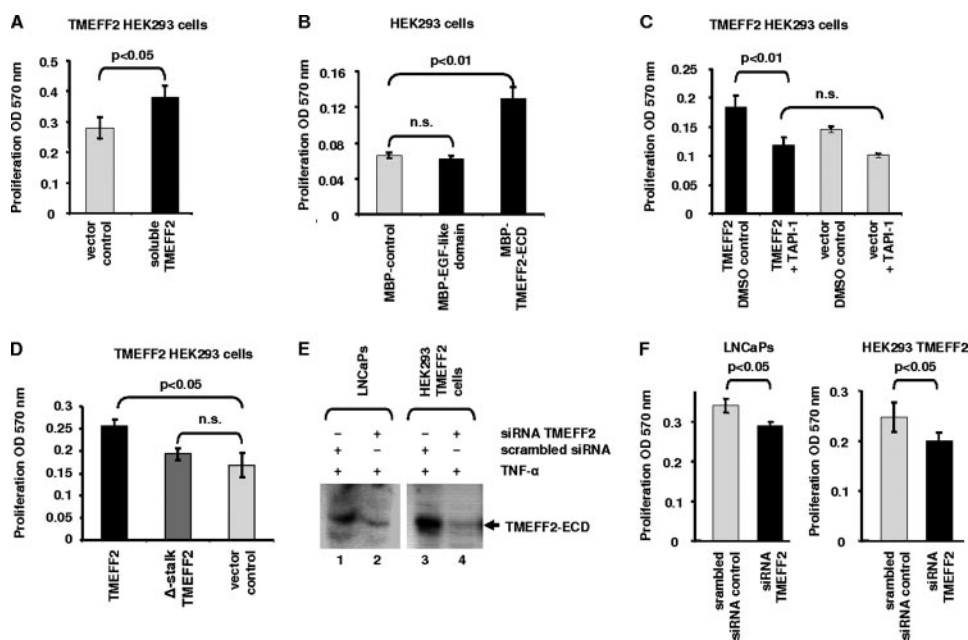 A
TMEFF2 HEK293 cells
p<0.05
Proliferation OD 570 nm
0.5
0.4
0.3
0.2
0.1
0
vector
control
soluble
TMEFF2
B
HEK293 cells
p<0.01
n.s.
Proliferation OD 570 nm
0.16
0.12
0.08
0.04
0
MBP-control
MBP-EGF-like
domain
MBP-
TMEFF2-ECD
C
TMEFF2 HEK293 cells
p<0.01
n.s.
Proliferation OD 570 nm
0.2
0.15
0.1
0.05
0
TMEFF2
DMSO control
TMEFF2
+ TAPI-1
vector
DMSO control
vector
+ TAPI-1
D
TMEFF2 HEK293 cells
p<0.05
n.s.
Proliferation OD 570 nm
0.3
0.25
0.2
0.15
0.1
0.05
0
TMEFF2
Δ-stalk
TMEFF2
vector
control
E
LNCaPs
HEK293
TMEFF2
cells
– + – + siRNA TMEFF2
+ – + – scrambled siRNA
+ + + + TNF-α
TMEFF2-ECD
1 2 3 4
F
LNCaPs
p<0.05
Proliferation OD 570 nm
0.3
0.2
0.1
0
srambled
siRNA control
siRNA
TMEFF2
HEK293 TMEFF2
p<0.05
Proliferation OD 570 nm
0.3
0.2
0.1
0
srambled
siRNA control
siRNA
TMEFF2